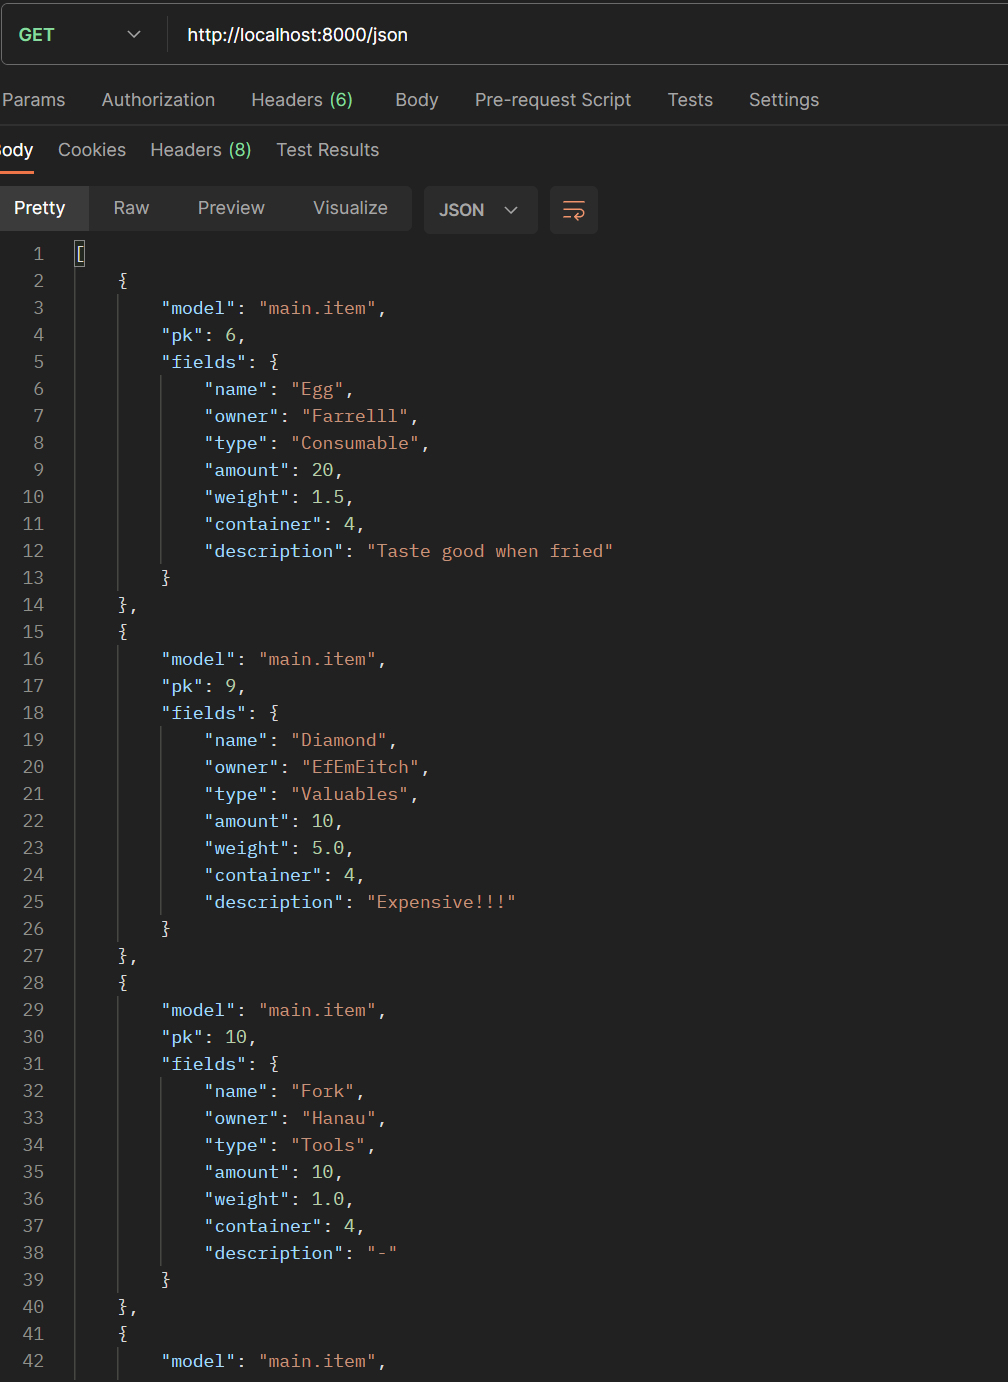 GET http://localhost:8000/json
Params Authorization Headers (6) Body Pre-request Script Tests Settings
Body Cookies Headers (8) Test Results
Pretty Raw Preview Visualize JSON
1 [
2 {
3 "model": "main.item",
4 "pk": 6,
5 "fields": {
6 "name": "Egg",
7 "owner": "Farrelll",
8 "type": "Consumable",
9 "amount": 20,
10 "weight": 1.5,
11 "container": 4,
12 "description": "Taste good when fried"
13 }
14 },
15 {
16 "model": "main.item",
17 "pk": 9,
18 "fields": {
19 "name": "Diamond",
20 "owner": "EfEmEitch",
21 "type": "Valuables",
22 "amount": 10,
23 "weight": 5.0,
24 "container": 4,
25 "description": "Expensive!!!"
26 }
27 },
28 {
29 "model": "main.item",
30 "pk": 10,
31 "fields": {
32 "name": "Fork",
33 "owner": "Hanau",
34 "type": "Tools",
35 "amount": 10,
36 "weight": 1.0,
37 "container": 4,
38 "description": "-"
39 }
40 },
41 {
42 "model": "main.item",